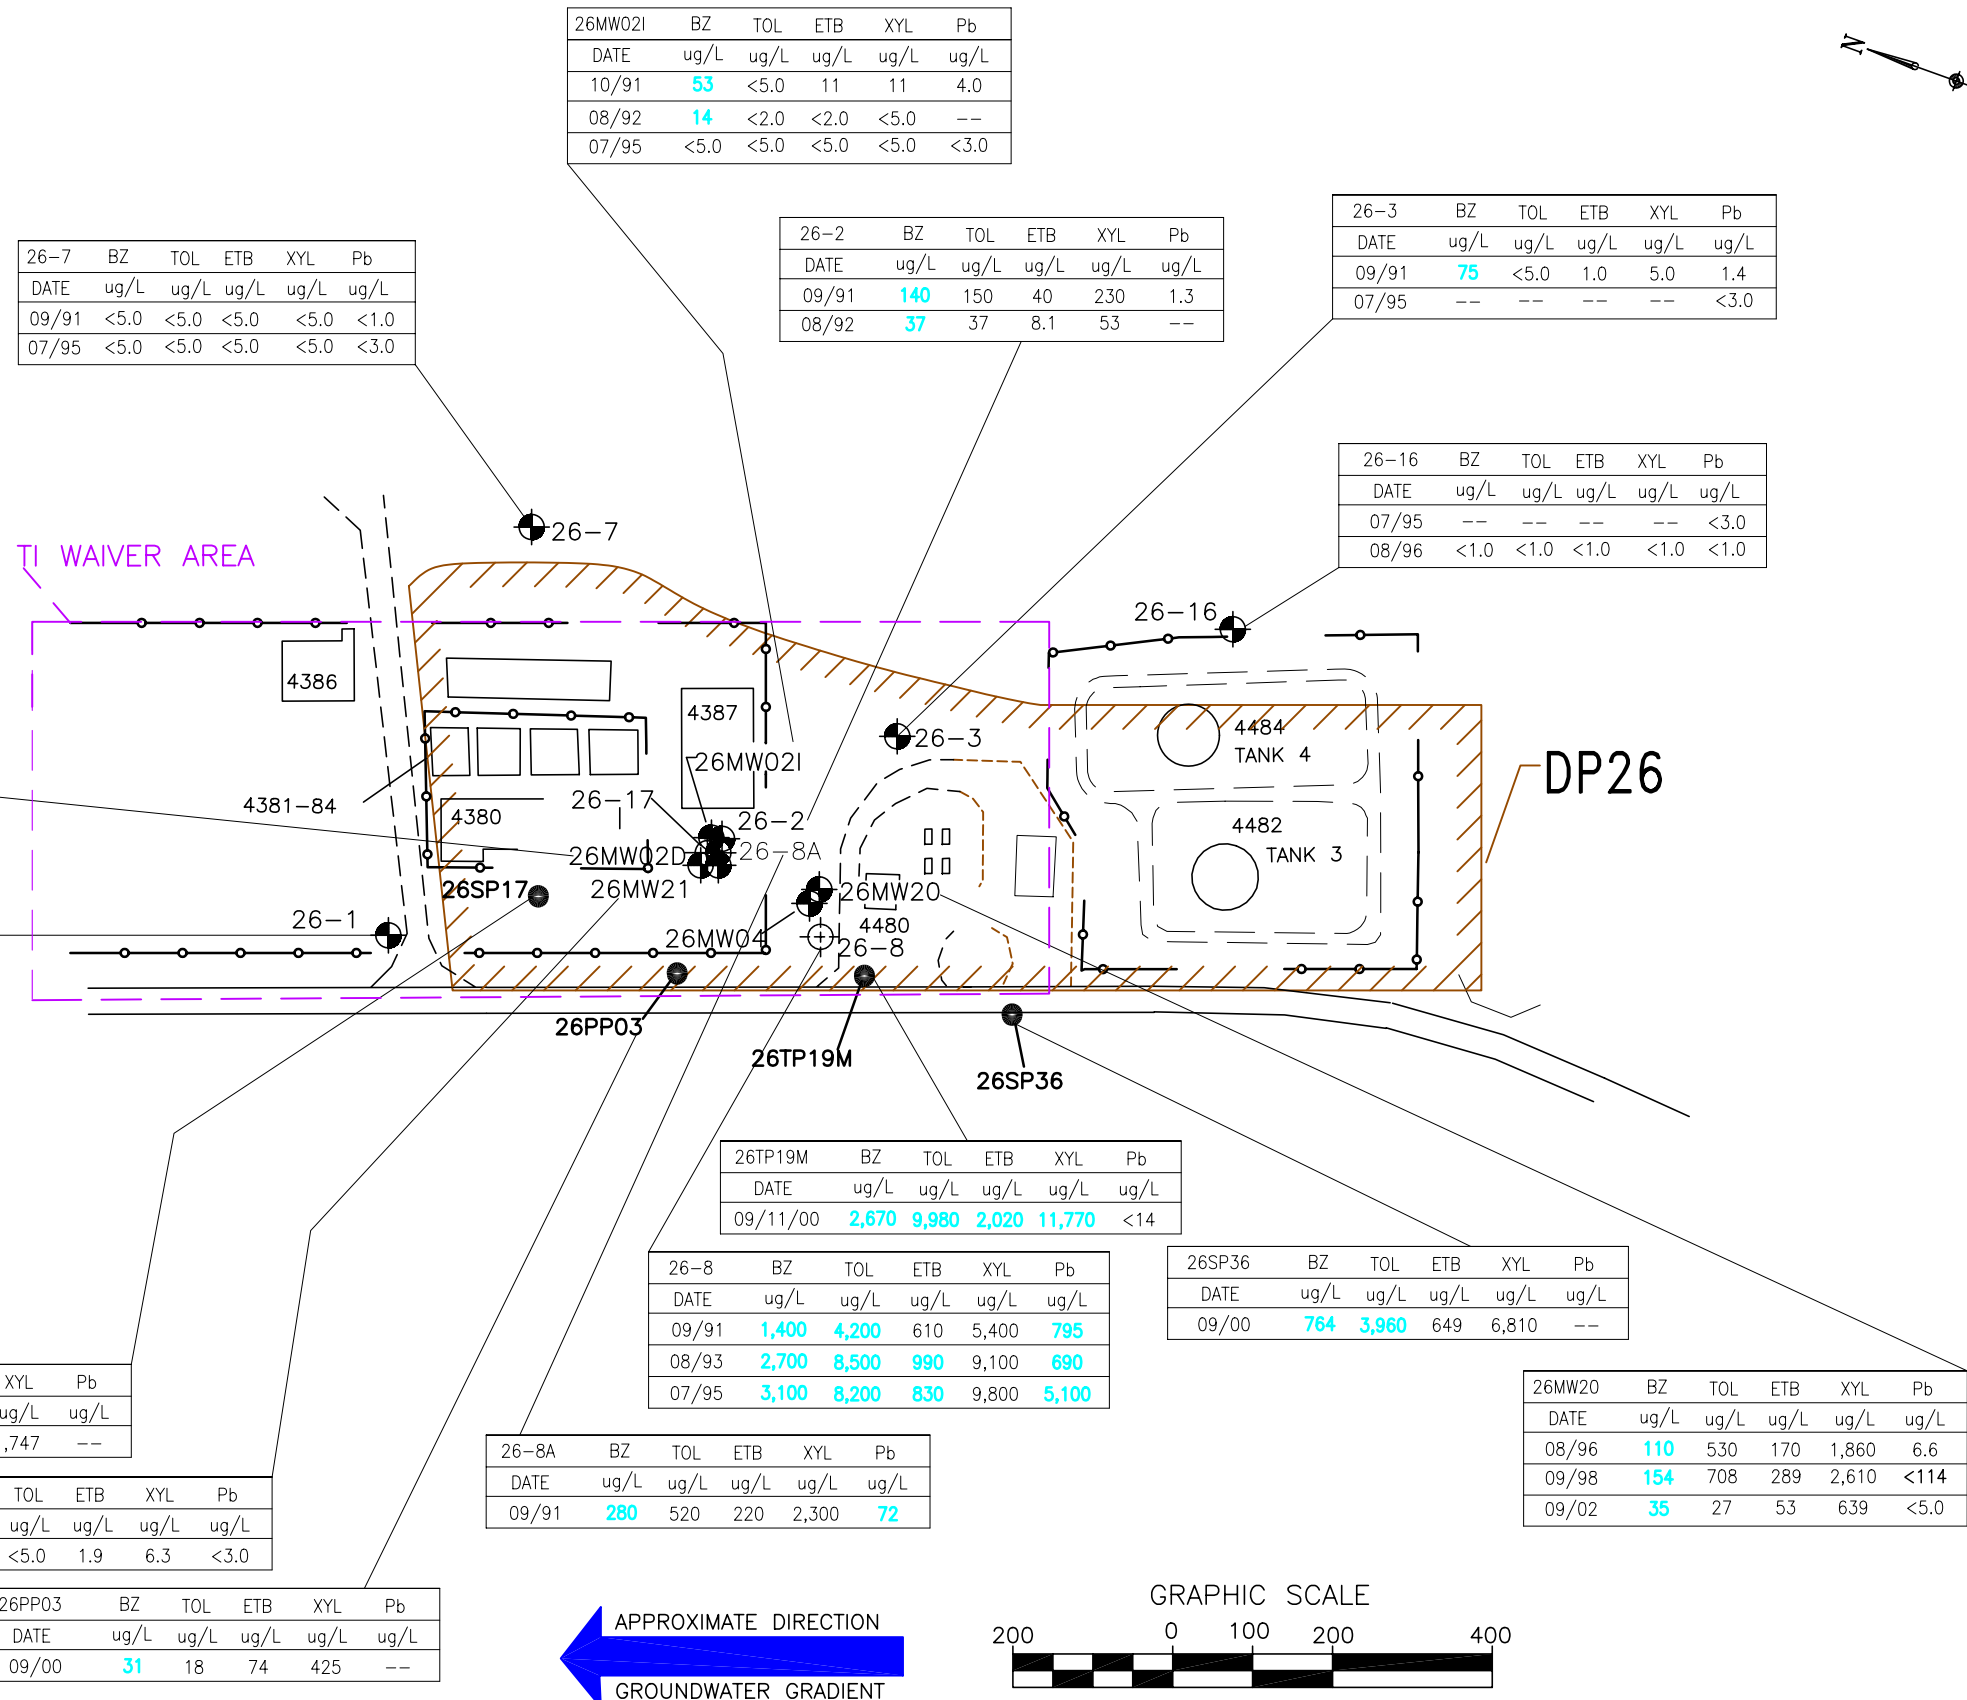 26MW02I BZ TOL ETB XYL Pb
DATE ug/L ug/L ug/L ug/L ug/L
10/91 53 <5.0 11 11 4.0
08/92 14 <2.0 <2.0 <5.0 --
07/95 <5.0 <5.0 <5.0 <5.0 <3.0
N
26-3 BZ TOL ETB XYL Pb
DATE ug/L ug/L ug/L ug/L ug/L
09/91 75 <5.0 1.0 5.0 1.4
07/95 -- -- -- -- <3.0
26-2 BZ TOL ETB XYL Pb
DATE ug/L ug/L ug/L ug/L ug/L
09/91 140 150 40 230 1.3
08/92 37 37 8.1 53 --
26-7 BZ TOL ETB XYL Pb
DATE ug/L ug/L ug/L ug/L ug/L
09/91 <5.0 <5.0 <5.0 <5.0 <1.0
07/95 <5.0 <5.0 <5.0 <5.0 <3.0
26-16 BZ TOL ETB XYL Pb
DATE ug/L ug/L ug/L ug/L ug/L
07/95 -- -- -- -- <3.0
08/96 <1.0 <1.0 <1.0 <1.0 <1.0
26-7
TI WAIVER AREA
26-16
4386
4387
26-3
4484
TANK 4
26MW02I
DP26
4381-84
26-17
4380
26-2
4482
26MW02D
26-8A
TANK 3
26SP17
26MW21
26MW20
26-1
4480
26MW04
26-8
26PP03
26TP19M
26SP36
26TP19M BZ TOL ETB XYL Pb
DATE ug/L ug/L ug/L ug/L ug/L
09/11/00 2,670 9,980 2,020 11,770 <14
26-8 BZ TOL ETB XYL Pb
DATE ug/L ug/L ug/L ug/L ug/L
09/91 1,400 4,200 610 5,400 795
08/93 2,700 8,500 990 9,100 690
07/95 3,100 8,200 830 9,800 5,100
26SP36 BZ TOL ETB XYL Pb
DATE ug/L ug/L ug/L ug/L ug/L
09/00 764 3,960 649 6,810 --
XYL Pb
ug/L ug/L
,747 --
26MW20 BZ TOL ETB XYL Pb
DATE ug/L ug/L ug/L ug/L ug/L
08/96 110 530 170 1,860 6.6
09/98 154 708 289 2,610 <114
09/02 35 27 53 639 <5.0
26-8A BZ TOL ETB XYL Pb
DATE ug/L ug/L ug/L ug/L ug/L
09/91 280 520 220 2,300 72
TOL ETB XYL Pb
ug/L ug/L ug/L ug/L
<5.0 1.9 6.3 <3.0
26PP03 BZ TOL ETB XYL Pb
DATE ug/L ug/L ug/L ug/L ug/L
09/00 31 18 74 425 --
APPROXIMATE DIRECTION
GROUNDWATER GRADIENT
GRAPHIC SCALE
200 0 100 200 400